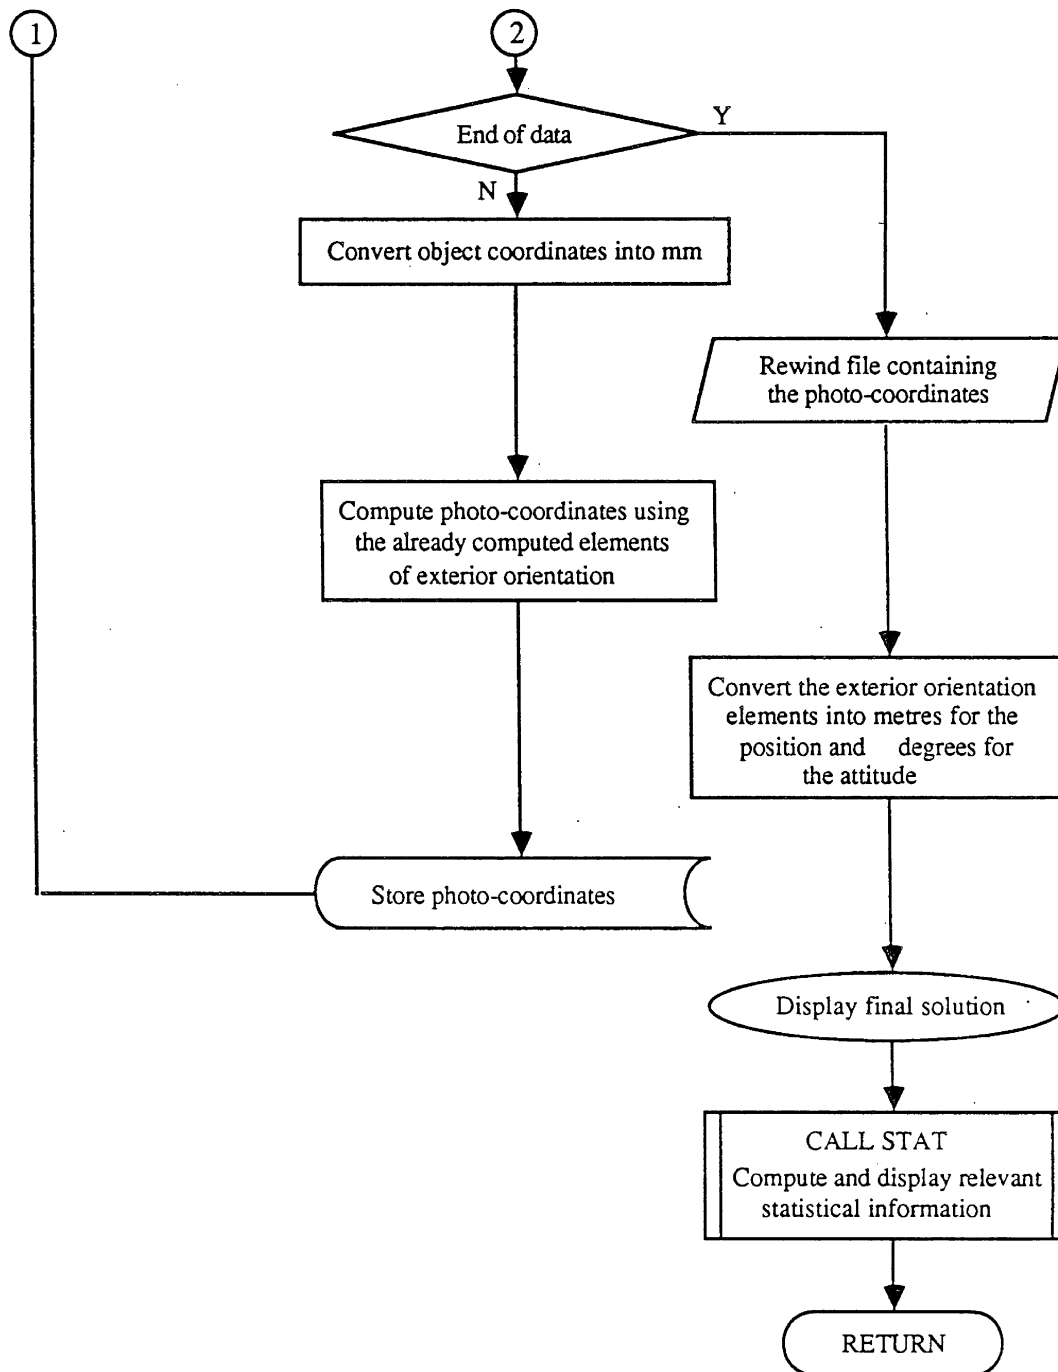 1
2
End of data
Y
N
Convert object coordinates into mm
Rewind file containing
the photo-coordinates
Compute photo-coordinates using
the already computed elements
of exterior orientation
Convert the exterior orientation
elements into metres for the
position and degrees for
the attitude
Store photo-coordinates
Display final solution
CALL STAT
Compute and display relevant
statistical information
RETURN